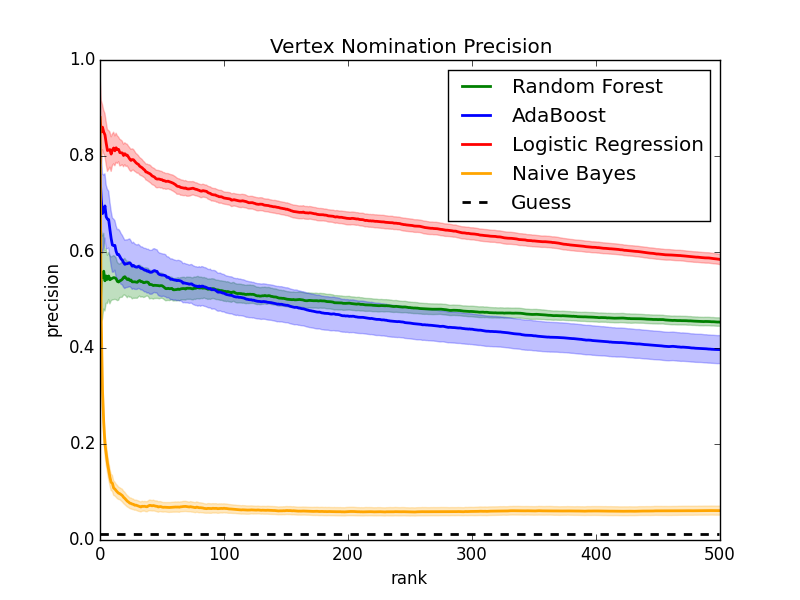 Vertex Nomination Precision
1.0
0.8
0.6
0.4
0.2
0.0
precision
Random Forest
AdaBoost
Logistic Regression
Naive Bayes
Guess
0 100 200 300 400 500
rank